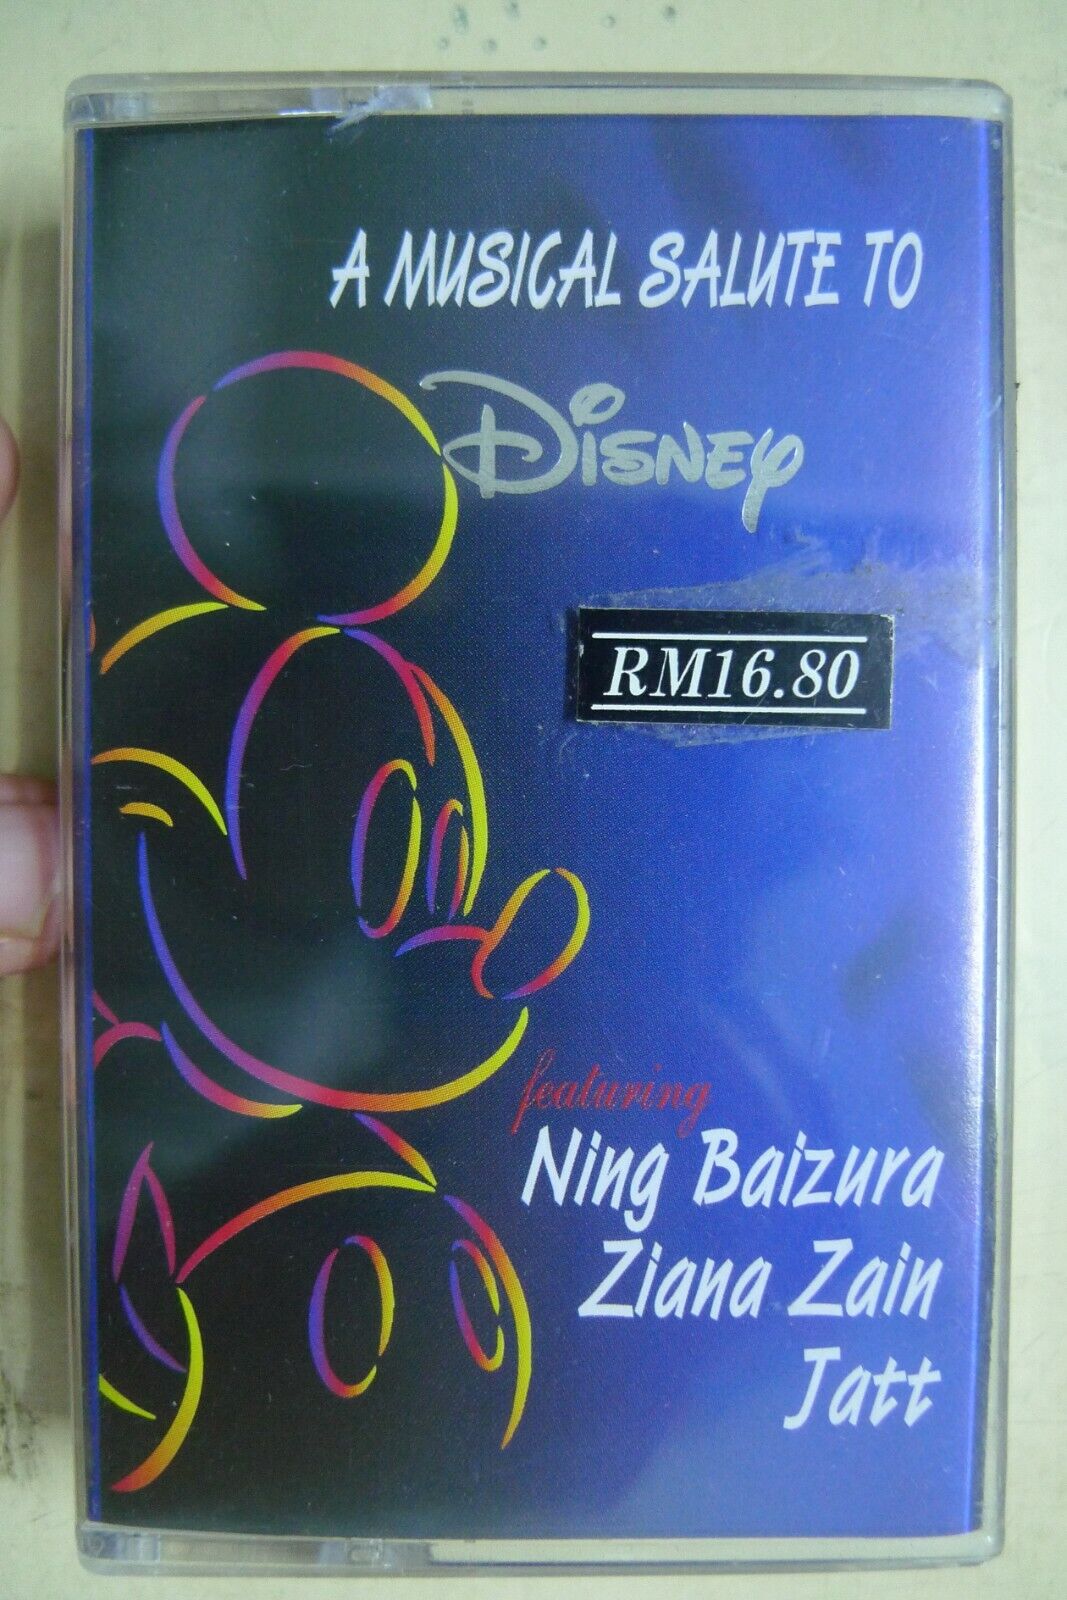 A MUSICAL SALUTE TO
Disney
RM16.80
featuring
Ning Baizura
Ziana Zain
Jatt